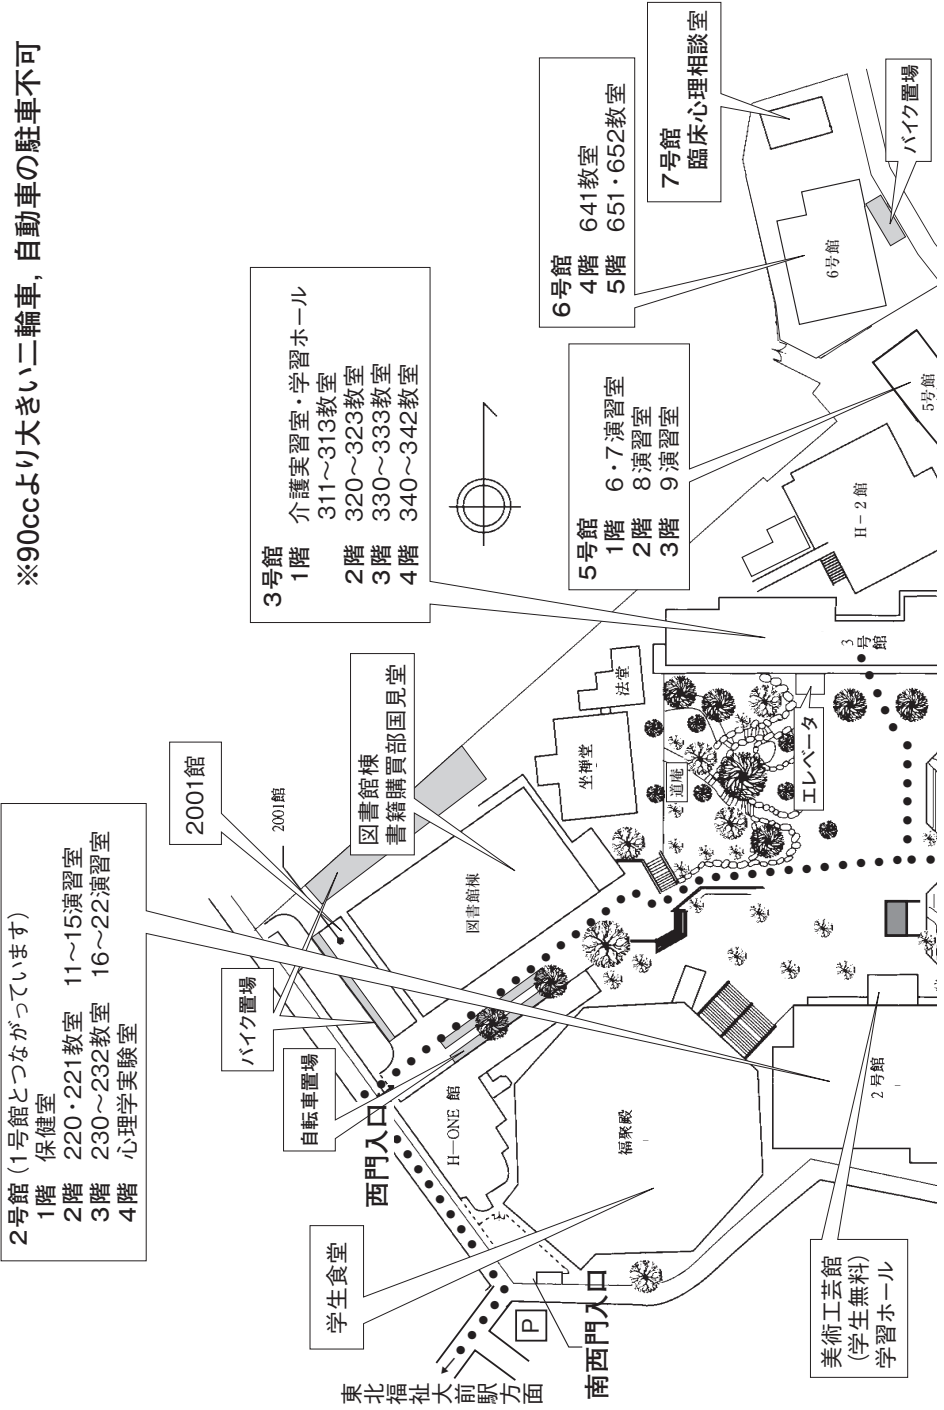 ※90ccより大きい二輪車，自動車の駐車不可
7号館
臨床心理相談室
6号館
4階 641教室
5階 651・652教室
バイク置場
6号館
3号館
1階 介護実習室・学習ホール
311〜313教室
2階 320〜323教室
3階 330〜333教室
4階 340〜342教室
5号館
1階 6・7演習室
2階 8演習室
3階 9演習室
5号館
H－2館
3号館
エレベータ
法堂
坐禅堂
道庵
図書館棟
書籍購買部国見堂
図書館棟
2001館
2001館
バイク置場
自転車置場
2号館（1号館とつながっています）
1階 保健室
2階 220・221教室 11〜15演習室
3階 230〜232教室 16〜22演習室
4階 心理学実験室
西門入口
H－ONE館
福聚殿
2号館
学生食堂
南西門入口
P
東北福祉大前駅方面
美術工芸館
（学生無料）
学習ホール